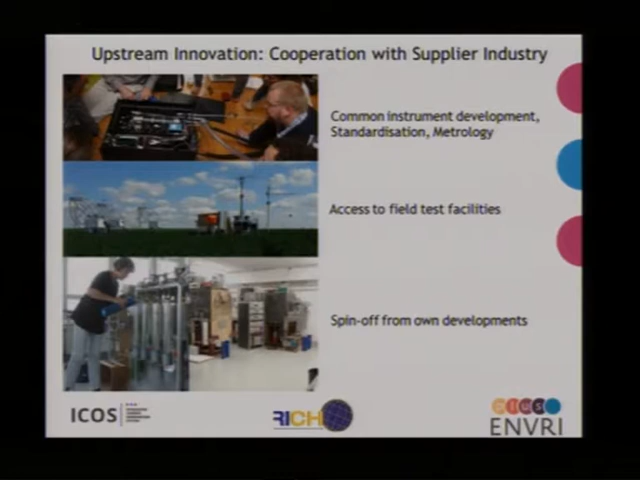 Upstream Innovation: Cooperation with Supplier Industry
Common instrument development,
Standardisation, Metrology
Access to field test facilities
Spin-off from own developments
ICOS
RICH
plus
ENVRI